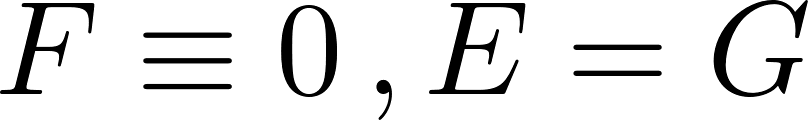 F ≡ 0 , E = G